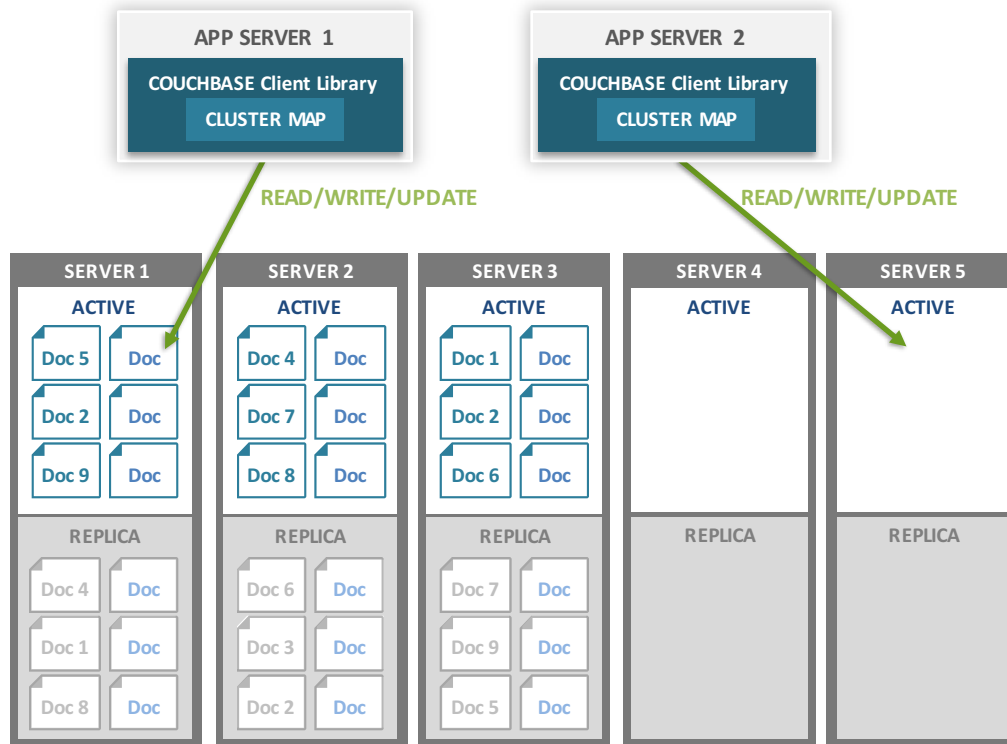 APP SERVER 1
COUCHBASE Client Library
CLUSTER MAP
APP SERVER 2
COUCHBASE Client Library
CLUSTER MAP
READ/WRITE/UPDATE
READ/WRITE/UPDATE
SERVER 1
ACTIVE
Doc 5 Doc
Doc 2 Doc
Doc 9 Doc
REPLICA
Doc 4 Doc
Doc 1 Doc
Doc 8 Doc
SERVER 2
ACTIVE
Doc 4 Doc
Doc 7 Doc
Doc 8 Doc
REPLICA
Doc 6 Doc
Doc 3 Doc
Doc 2 Doc
SERVER 3
ACTIVE
Doc 1 Doc
Doc 2 Doc
Doc 6 Doc
REPLICA
Doc 7 Doc
Doc 9 Doc
Doc 5 Doc
SERVER 4
ACTIVE
REPLICA
SERVER 5
ACTIVE
REPLICA